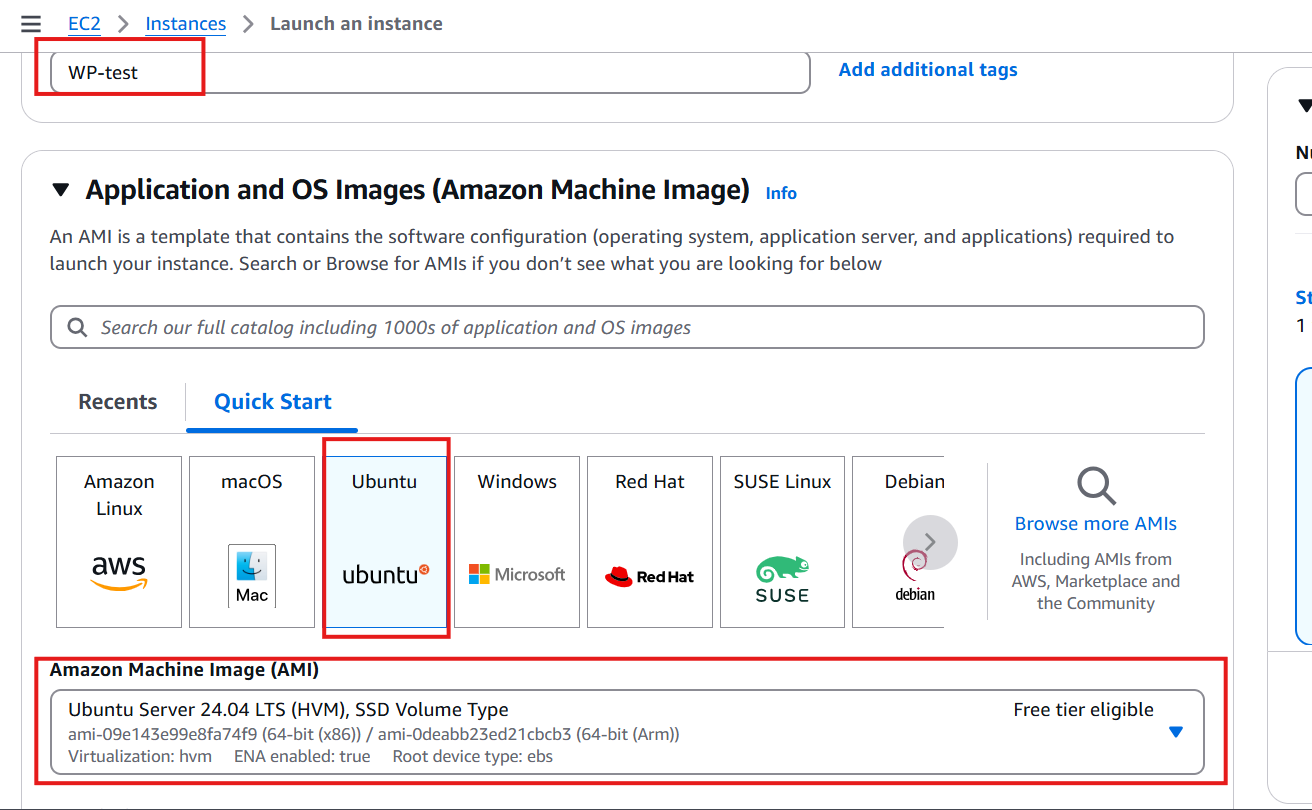 EC2 > Instances > Launch an instance
WP-test
Add additional tags
Application and OS Images (Amazon Machine Image) Info
An AMI is a template that contains the software configuration (operating system, application server, and applications) required to
launch your instance. Search or Browse for AMIs if you don’t see what you are looking for below
Search our full catalog including 1000s of application and OS images
Recents
Quick Start
Amazon
Linux
aws
macOS
Mac
Ubuntu
ubuntu
Windows
Microsoft
Red Hat
Red Hat
SUSE Linux
SUSE
Debian
debian
Browse more AMIs
Including AMIs from
AWS, Marketplace and
the Community
Amazon Machine Image (AMI)
Ubuntu Server 24.04 LTS (HVM), SSD Volume Type
Free tier eligible
ami-09e143e99e8fa74f9 (64-bit (x86)) / ami-0deabb23ed21cbcb3 (64-bit (Arm))
Virtualization: hvm ENA enabled: true Root device type: ebs
1